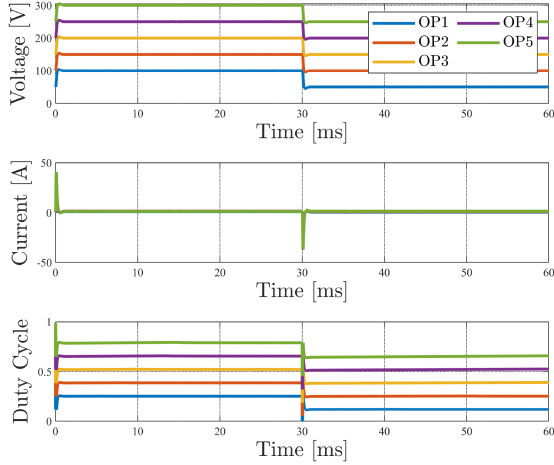 Voltage [V]
300
200
100
0
OP1 OP4
OP2 OP5
OP3
0 10 20 30 40 50 60
Time [ms]
Current [A]
50
0
-50
0 10 20 30 40 50 60
Time [ms]
Duty Cycle
1
0.5
0
0 10 20 30 40 50 60
Time [ms]